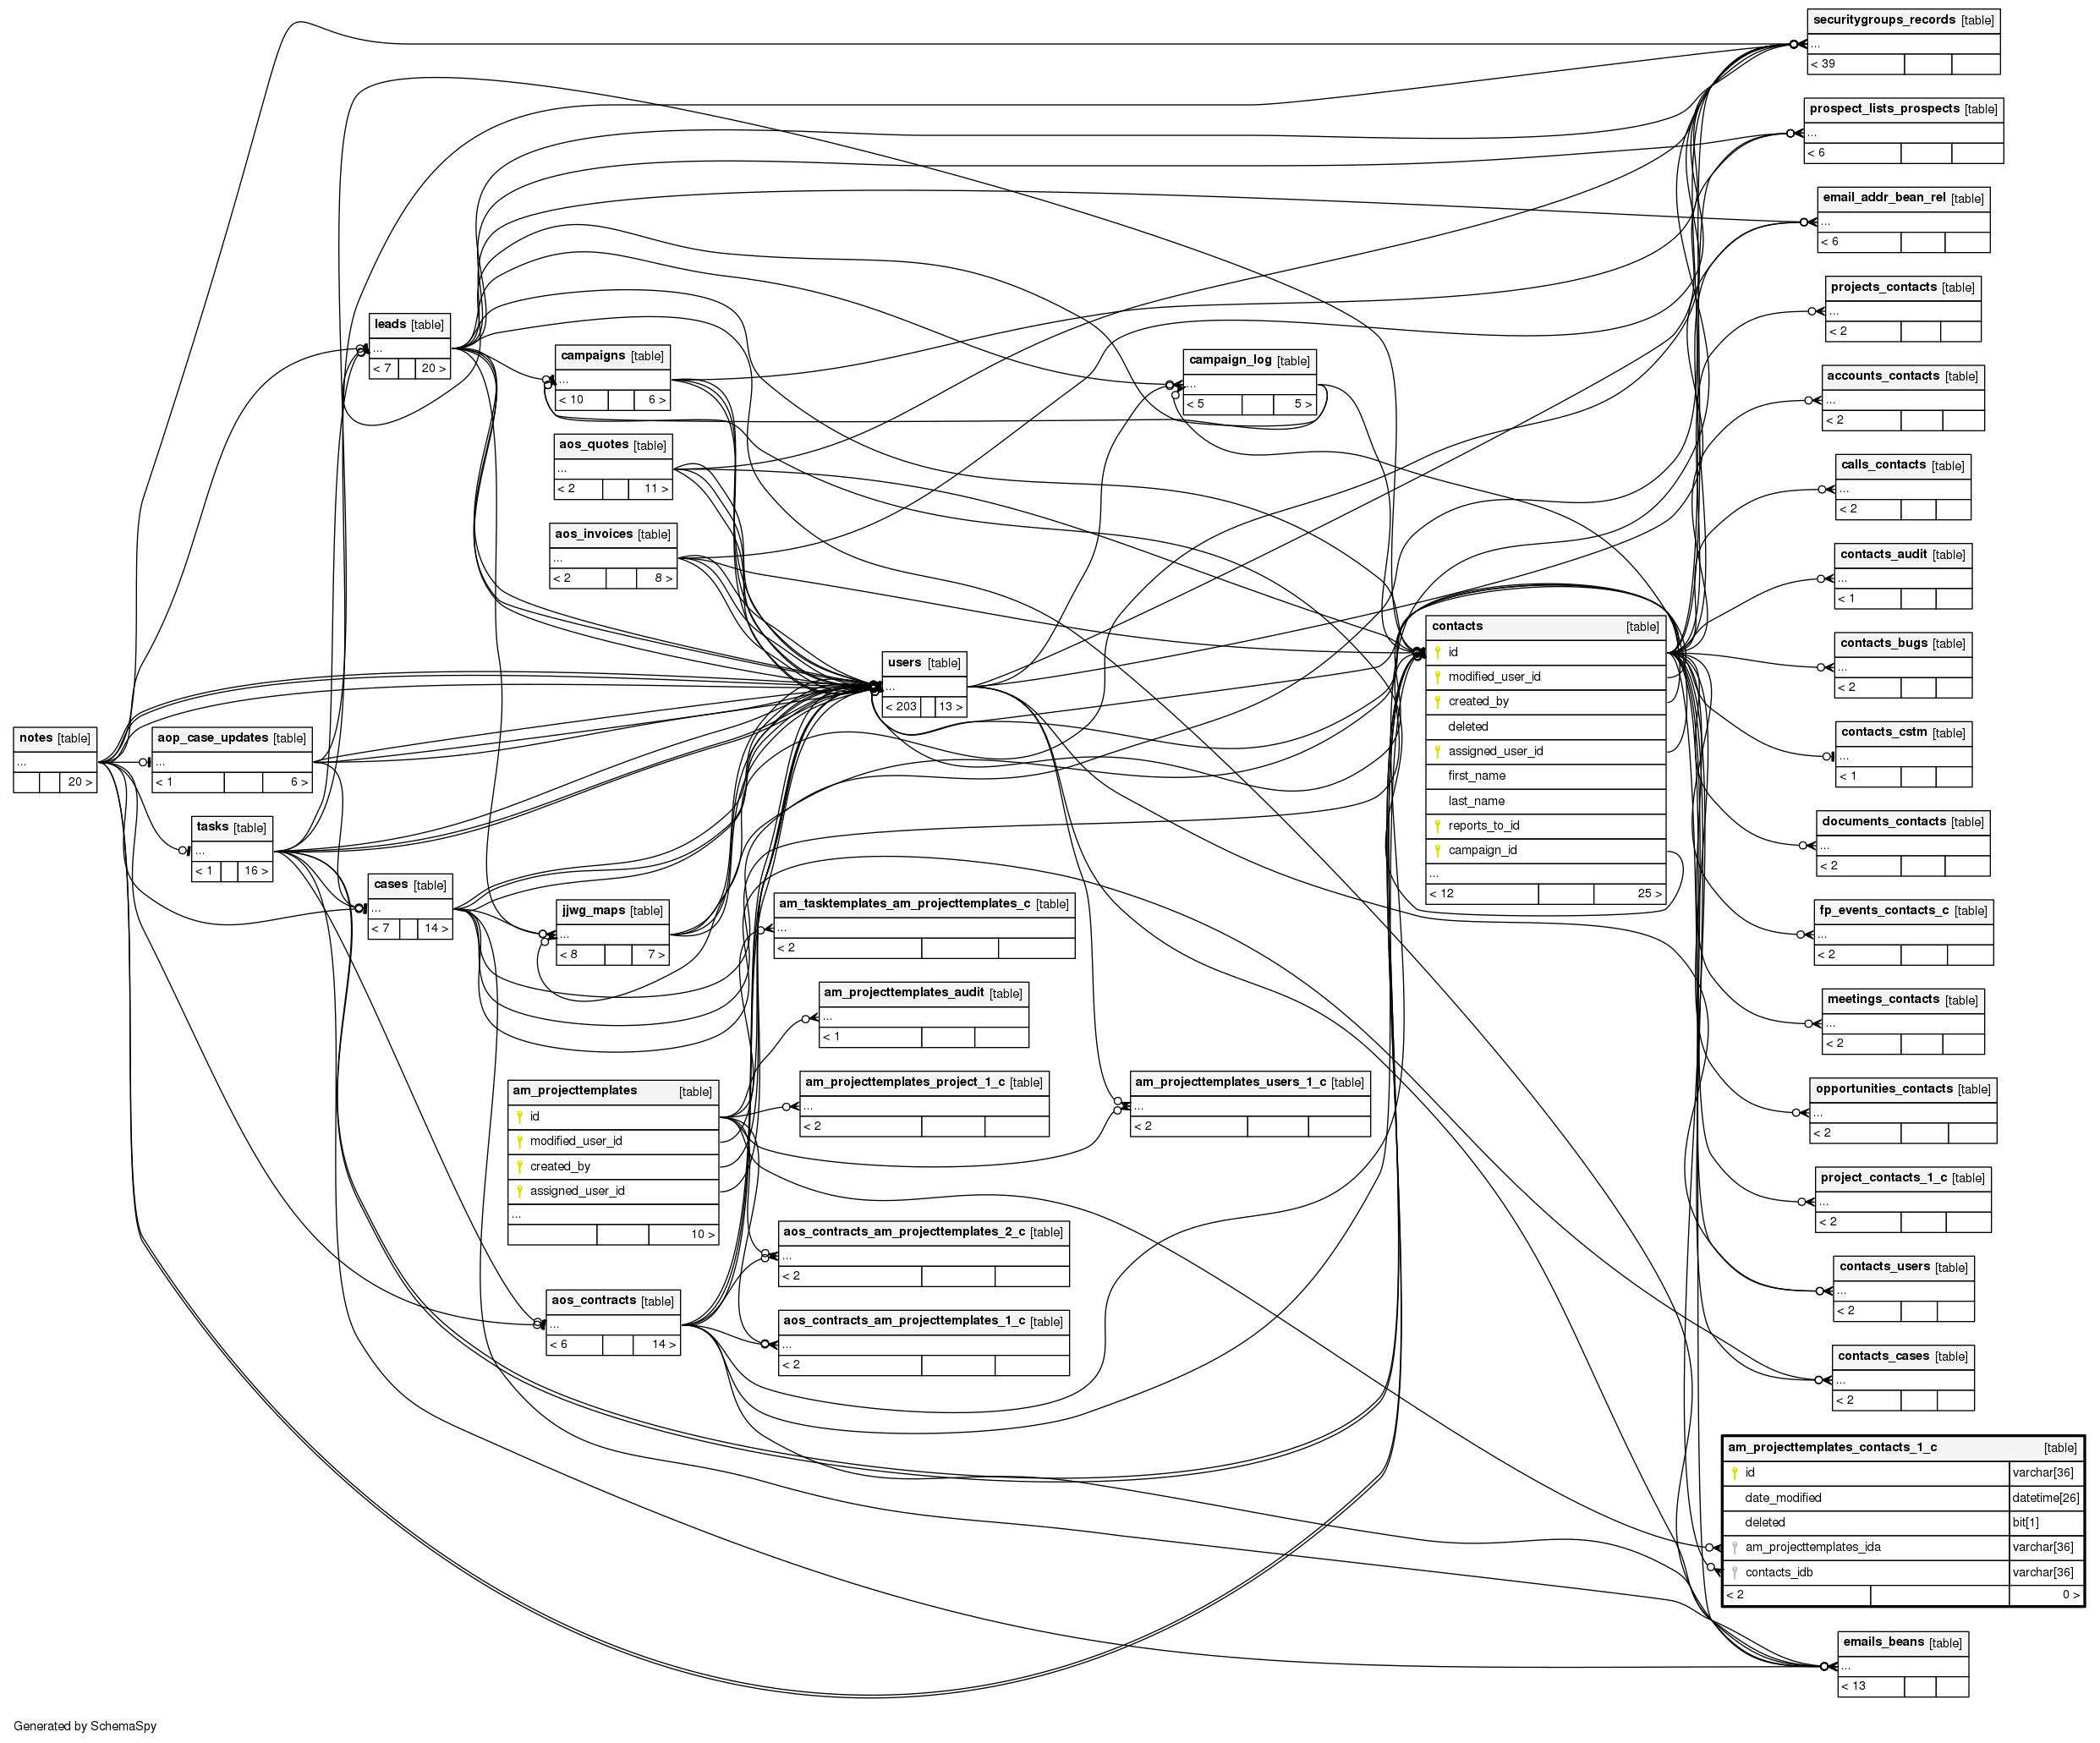 securitygroups_records [table]
...
< 39
prospect_lists_prospects [table]
...
< 6
email_addr_bean_rel [table]
...
< 6
projects_contacts [table]
...
< 2
leads [table]
...
< 7 20 >
campaigns [table]
...
< 10 6 >
campaign_log [table]
...
< 5 5 >
accounts_contacts [table]
...
< 2
aos_quotes [table]
...
< 2 11 >
calls_contacts [table]
...
< 2
aos_invoices [table]
...
< 2 8 >
contacts_audit [table]
...
< 1
contacts [table]
id
modified_user_id
created_by
deleted
assigned_user_id
first_name
last_name
reports_to_id
campaign_id
...
< 12 25 >
contacts_bugs [table]
...
< 2
users [table]
...
< 203 13 >
contacts_cstm [table]
...
< 1
notes [table]
...
20 >
aop_case_updates [table]
...
< 1 6 >
tasks [table]
...
< 1 16 >
documents_contacts [table]
...
< 2
cases [table]
...
< 7 14 >
jjwg_maps [table]
...
< 8 7 >
am_tasktemplates_am_projecttemplates_c [table]
...
< 2
fp_events_contacts_c [table]
...
< 2
am_projecttemplates_audit [table]
...
< 1
meetings_contacts [table]
...
< 2
am_projecttemplates [table]
id
modified_user_id
created_by
assigned_user_id
...
10 >
am_projecttemplates_project_1_c [table]
...
< 2
am_projecttemplates_users_1_c [table]
...
< 2
opportunities_contacts [table]
...
< 2
project_contacts_1_c [table]
...
< 2
aos_contracts_am_projecttemplates_2_c [table]
...
< 2
contacts_users [table]
...
< 2
aos_contracts [table]
...
< 6 14 >
aos_contracts_am_projecttemplates_1_c [table]
...
< 2
contacts_cases [table]
...
< 2
am_projecttemplates_contacts_1_c [table]
id varchar[36]
date_modified datetime[26]
deleted bit[1]
am_projecttemplates_ida varchar[36]
contacts_idb varchar[36]
< 2 0 >
emails_beans [table]
...
< 13
Generated by SchemaSpy